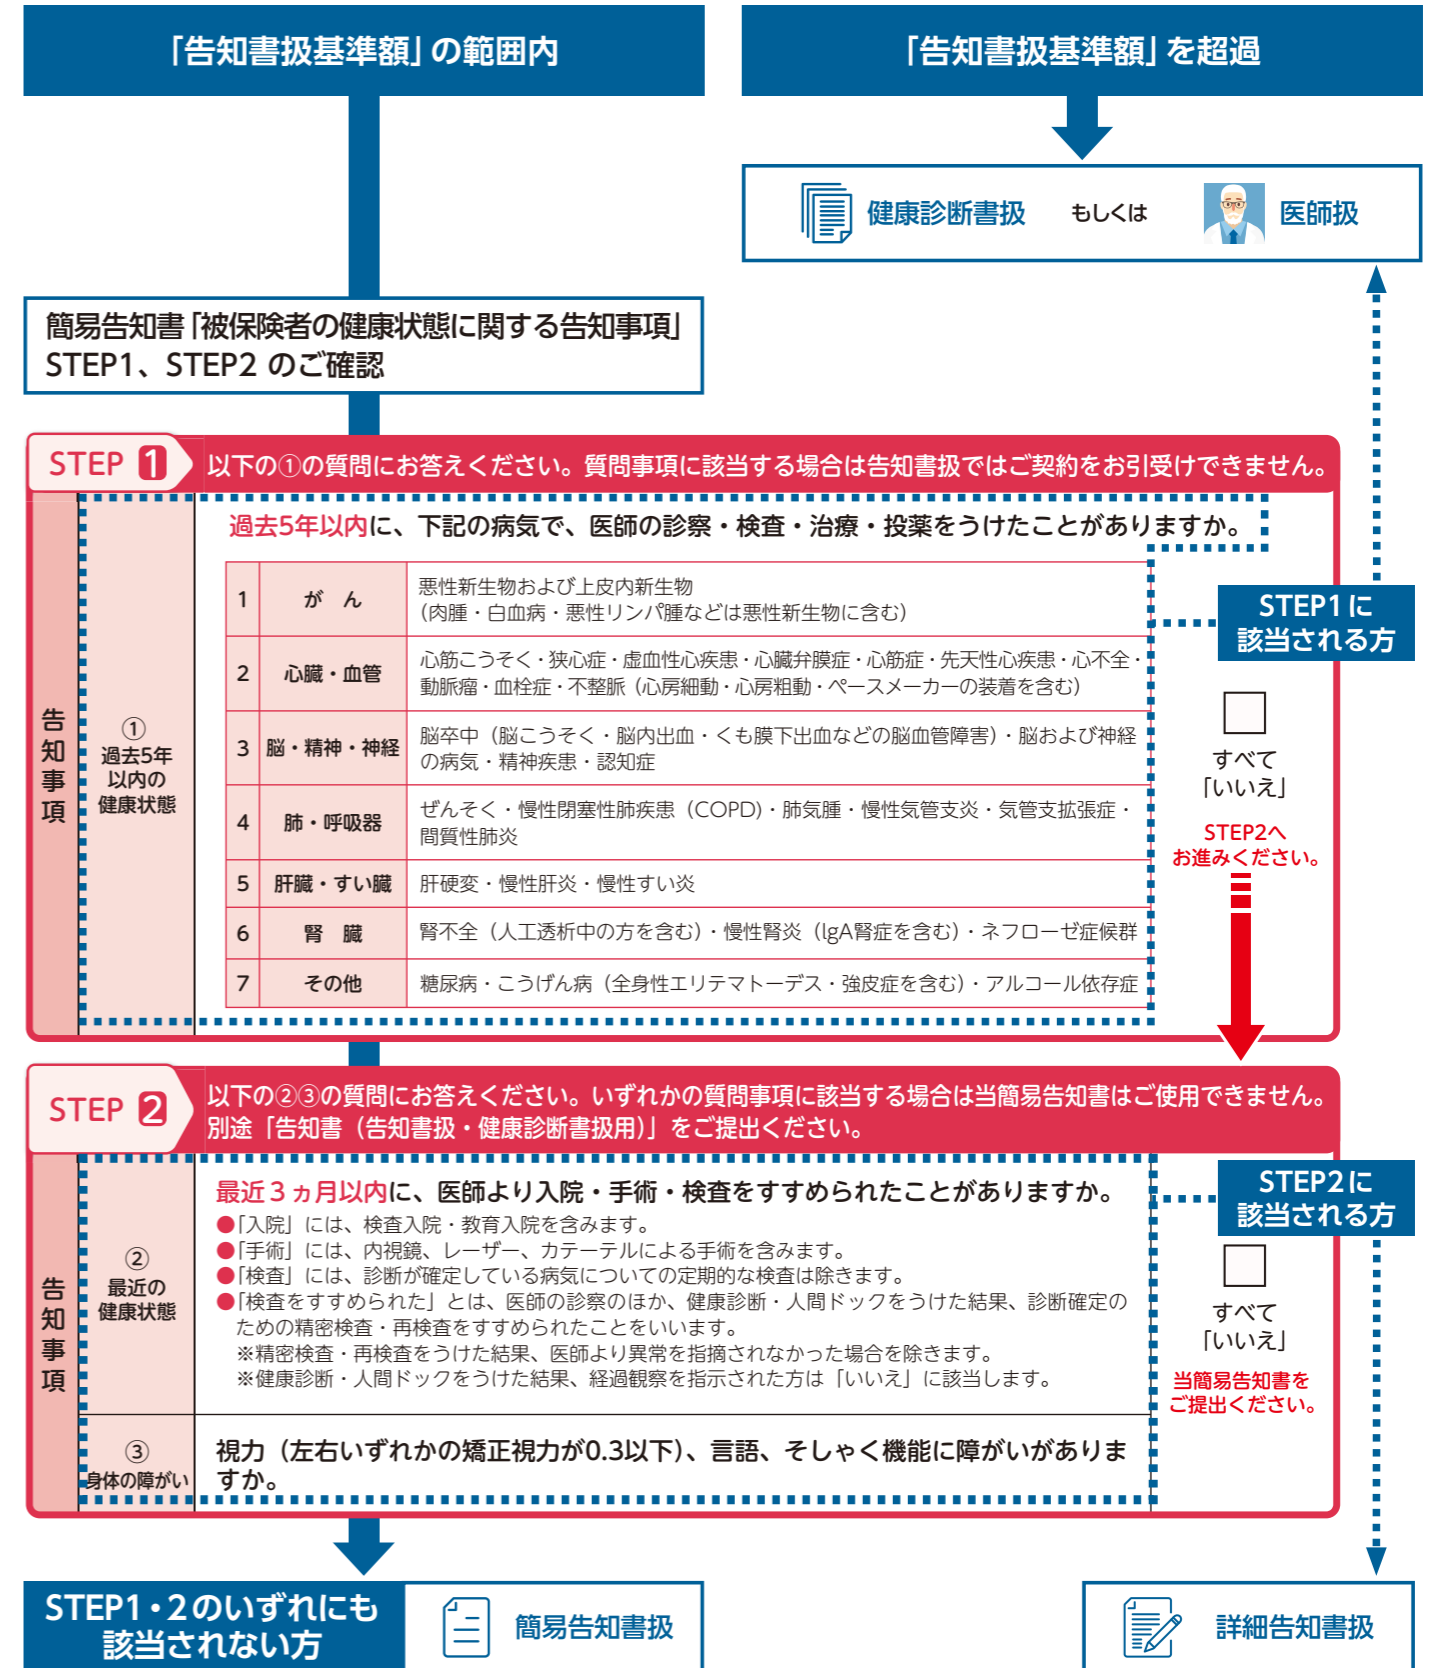 「告知書扱基準額」の範囲内
「告知書扱基準額」を超過
健康診断書扱 もしくは 医師扱
簡易告知書「被保険者の健康状態に関する告知事項」
STEP1、STEP2 のご確認
STEP 1
以下の①の質問にお答えください。質問事項に該当する場合は告知書扱ではご契約をお引受けできません。
告知事項
①
過去5年
以内の
健康状態
過去5年以内に、下記の病気で、医師の診察・検査・治療・投薬をうけたことがありますか。
1 がん 悪性新生物および上皮内新生物
（肉腫・白血病・悪性リンパ腫などは悪性新生物に含む）
2 心臓・血管 心筋こうそく・狭心症・虚血性心疾患・心臓弁膜症・心筋症・先天性心疾患・心不全・
動脈瘤・血栓症・不整脈（心房細動・心房粗動・ペースメーカーの装着を含む）
3 脳・精神・神経 脳卒中（脳こうそく・脳内出血・くも膜下出血などの脳血管障害）・脳および神経
の病気・精神疾患・認知症
4 肺・呼吸器 ぜんそく・慢性閉塞性肺疾患（COPD）・肺気腫・慢性気管支炎・気管支拡張症・
間質性肺炎
5 肝臓・すい臓 肝硬変・慢性肝炎・慢性すい炎
6 腎臓 腎不全（人工透析中の方を含む）・慢性腎炎（lgA腎症を含む）・ネフローゼ症候群
7 その他 糖尿病・こうげん病（全身性エリテマトーデス・強皮症を含む）・アルコール依存症
STEP1に
該当される方
すべて
「いいえ」
STEP2へ
お進みください。
STEP 2
以下の②③の質問にお答えください。いずれかの質問事項に該当する場合は当簡易告知書はご使用できません。
別途「告知書（告知書扱・健康診断書扱用）」をご提出ください。
告知事項
②
最近の
健康状態
最近３ヵ月以内に、医師より入院・手術・検査をすすめられたことがありますか。
●「入院」には、検査入院・教育入院を含みます。
●「手術」には、内視鏡、レーザー、カテーテルによる手術を含みます。
●「検査」には、診断が確定している病気についての定期的な検査は除きます。
●「検査をすすめられた」とは、医師の診察のほか、健康診断・人間ドックをうけた結果、診断確定の
ための精密検査・再検査をすすめられたことをいいます。
※精密検査・再検査をうけた結果、医師より異常を指摘されなかった場合を除きます。
※健康診断・人間ドックをうけた結果、経過観察を指示された方は「いいえ」に該当します。
③
身体の障がい
視力（左右いずれかの矯正視力が0.3以下）、言語、そしゃく機能に障がいがありま
すか。
STEP2に
該当される方
すべて
「いいえ」
当簡易告知書を
ご提出ください。
STEP1・2のいずれにも
該当されない方
簡易告知書扱
詳細告知書扱